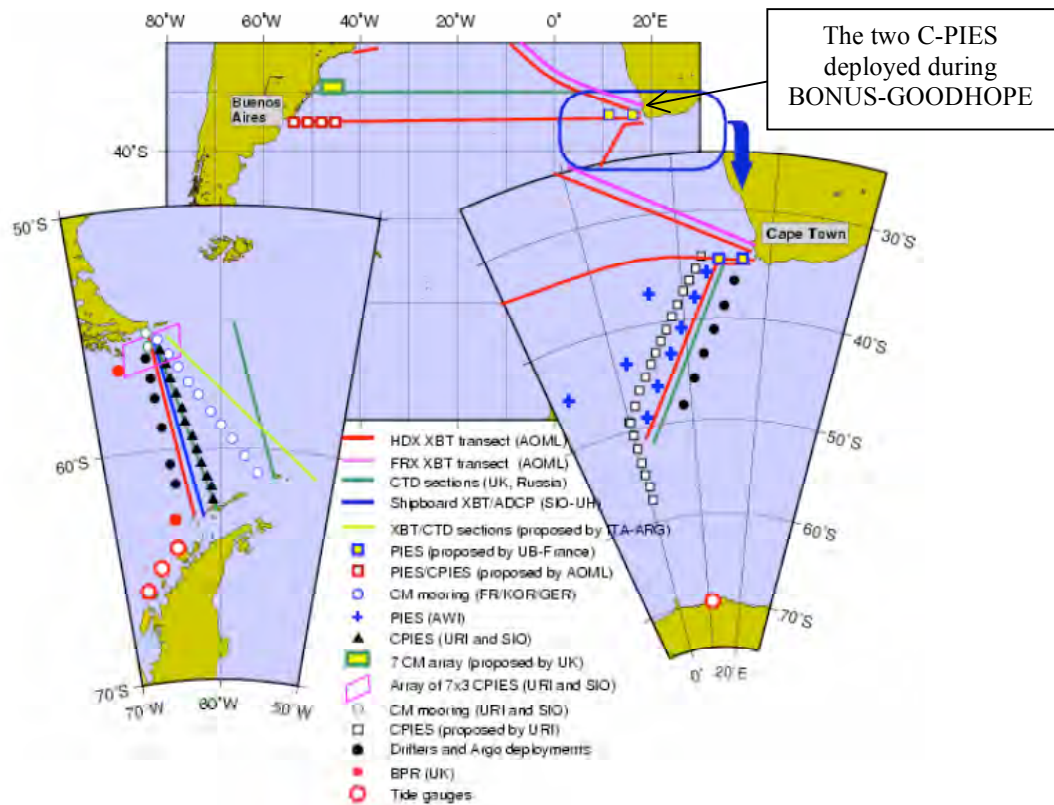 80°W 60°W 40°W 20°W 0° 20°E
The two C-PIES
deployed during
BONUS-GOODHOPE
Buenos
Aires
40°S
50°S
30°S
Cape Town
40°S
50°S
60°S
60°S
70°S
70°S
70°W 60°W 50°W
0° 20°E
HDX XBT transect (AOML)
FRX XBT transect (AOML)
CTD sections (UK, Russia)
Shipboard XBT/ADCP (SIO-UH)
XBT/CTD sections (proposed by ITA-ARG)
PIES (proposed by UB-France)
PIES/CPIES (proposed by AOML)
CM mooring (FR/KOR/GER)
PIES (AWI)
CPIES (URI and SIO)
7 CM array (proposed by UK)
Array of 7x3 CPIES (URI and SIO)
CM mooring (URI and SIO)
CPIES (proposed by URI)
Drifters and Argo deployments
BPR (UK)
Tide gauges